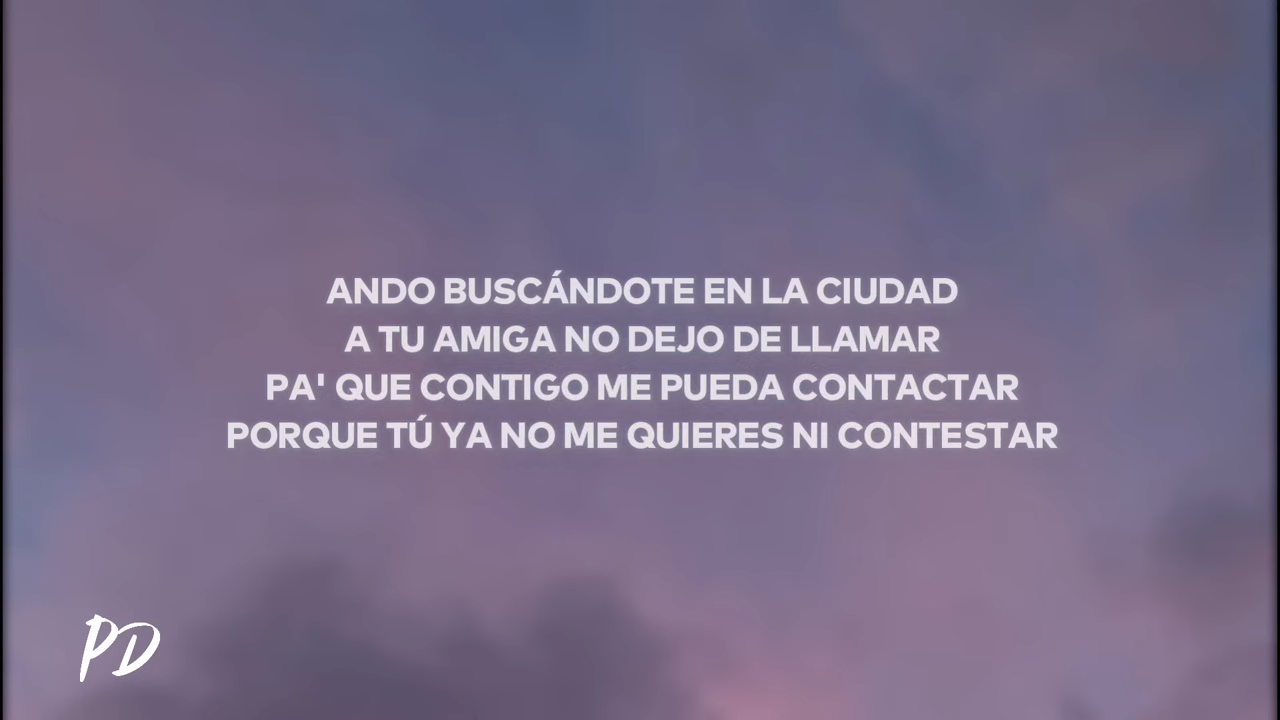 ANDO BUSCÁNDOTE EN LA CIUDAD
A TU AMIGA NO DEJO DE LLAMAR
PA' QUE CONTIGO ME PUEDA CONTACTAR
PORQUE TÚ YA NO ME QUIERES NI CONTESTAR
PD